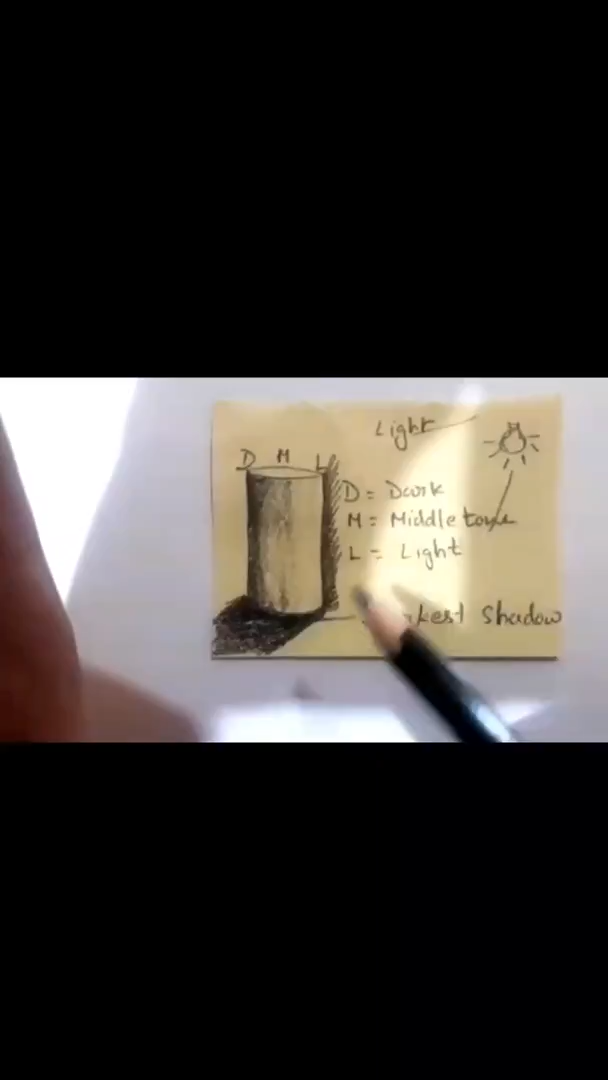 Light
D M L
D = Dark
M = Middle tone
L = Light
shadow